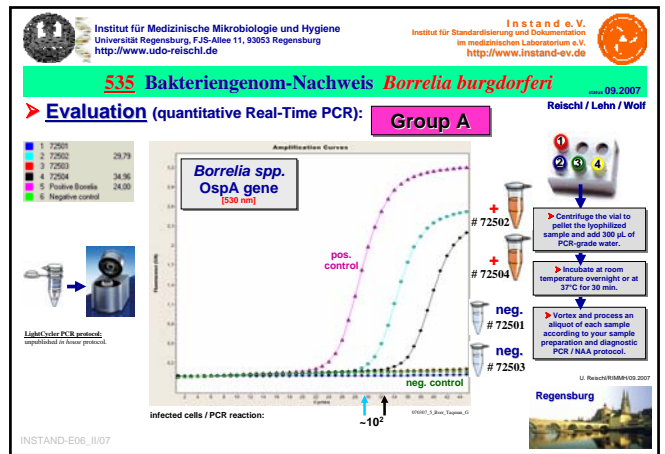 Institut für Medizinische Mikrobiologie und Hygiene
Universität Regensburg, FJS-Allee 11, 93053 Regensburg
http://www.udo-reischl.de
Instand e. V.
Institut für Standardisierung und Dokumentation
im medizinischen Laboratorium e.V.
http://www.instand-ev.de
535 Bakteriengenom-Nachweis Borrelia burgdorferi
status 09.2007
Evaluation (quantitative Real-Time PCR):
Group A
Reischl / Lehn / Wolf
1 72501
2 72502 29,79
3 72503
4 72504 34,96
5 Positive Borrelia 24,00
6 Negative control
LightCycler PCR protocol:
unpublished in house protocol.
Amplification Curves
Borrelia spp.
OspA gene
[530 nm]
pos.
control
neg. control
Cycles
infected cells / PCR reaction:
~10²
+
# 72502
+
# 72504
neg.
# 72501
neg.
# 72503
1
2 3 4
Centrifuge the vial to
pellet the lyophilized
sample and add 300 µL of
PCR-grade water.
Incubate at room
temperature overnight or at
37°C for 30 min.
Vortex and process an
aliquot of each sample
according to your sample
preparation and diagnostic
PCR / NAA protocol.
U. Reischl/RIMMH/09.2007
Regensburg
INSTAND-E06_II/07